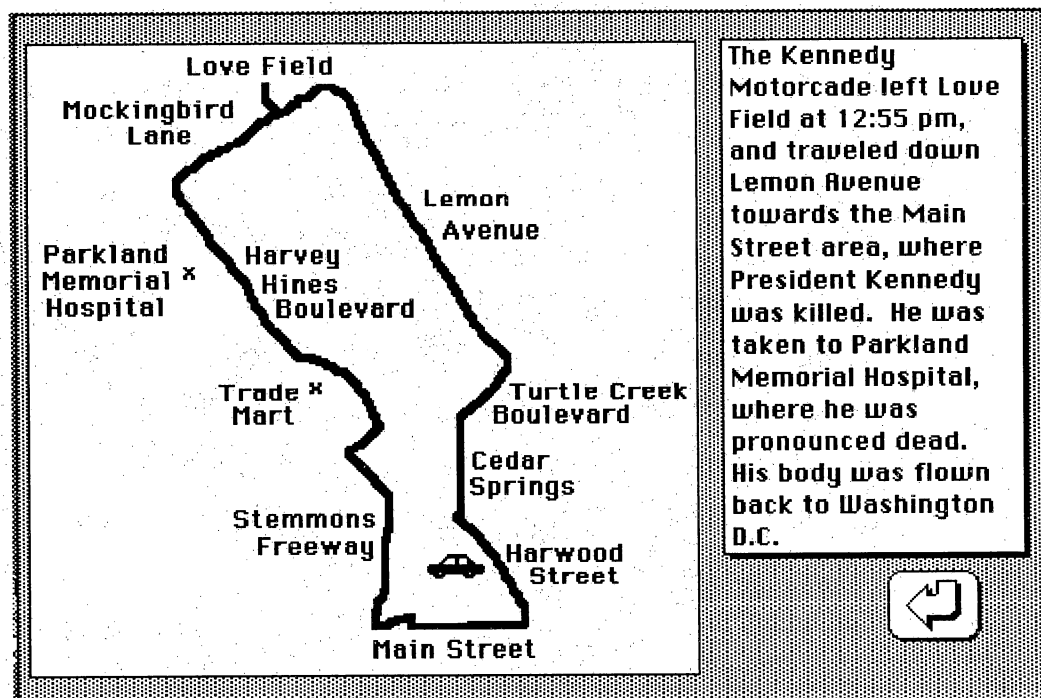 Love Field
Mockingbird
Lane
Lemon
Avenue
Parkland
Memorial
Hospital
Harvey
Hines
Boulevard
Trade
Mart
Turtle Creek
Boulevard
Cedar
Springs
Stemmons
Freeway
Harwood
Street
Main Street
The Kennedy
Motorcade left Love
Field at 12:55 pm,
and traveled down
Lemon Avenue
towards the Main
Street area, where
President Kennedy
was killed. He was
taken to Parkland
Memorial Hospital,
where he was
pronounced dead.
His body was flown
back to Washington
D.C.